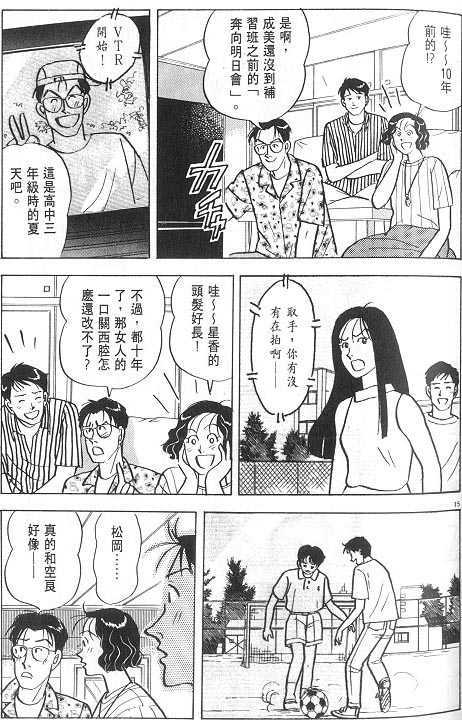 哇～～10年
前的!?
是啊，
成美還沒到補
習班之前的「
奔向明日會」。
VTR
開始！
這是高中三
年級時的夏
天吧。
取手，你有沒
有在拍啊——
哇～～星香的
頭髮好長！
不過，都十年
了，那女人的
一口關西腔怎
麼還改不了？
15
松岡……
真的和空良
好像——